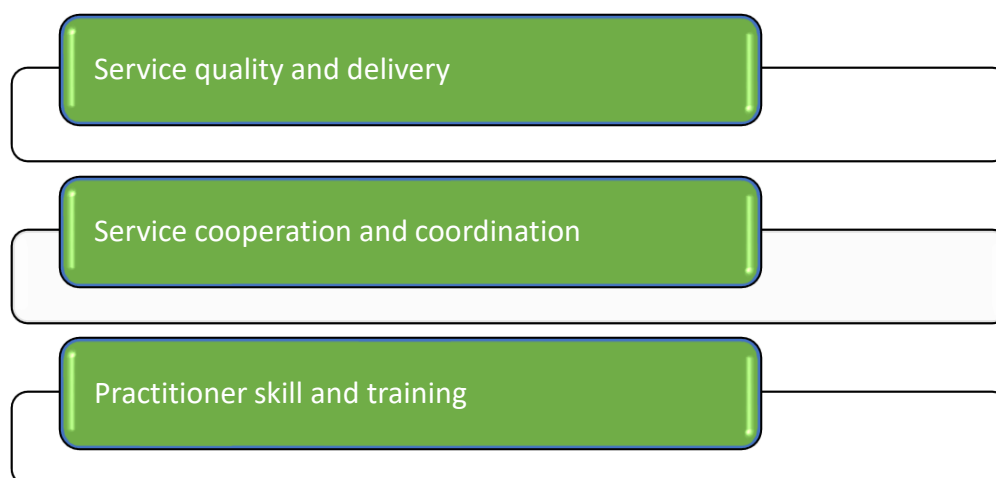 Service quality and delivery
Service cooperation and coordination
Practitioner skill and training